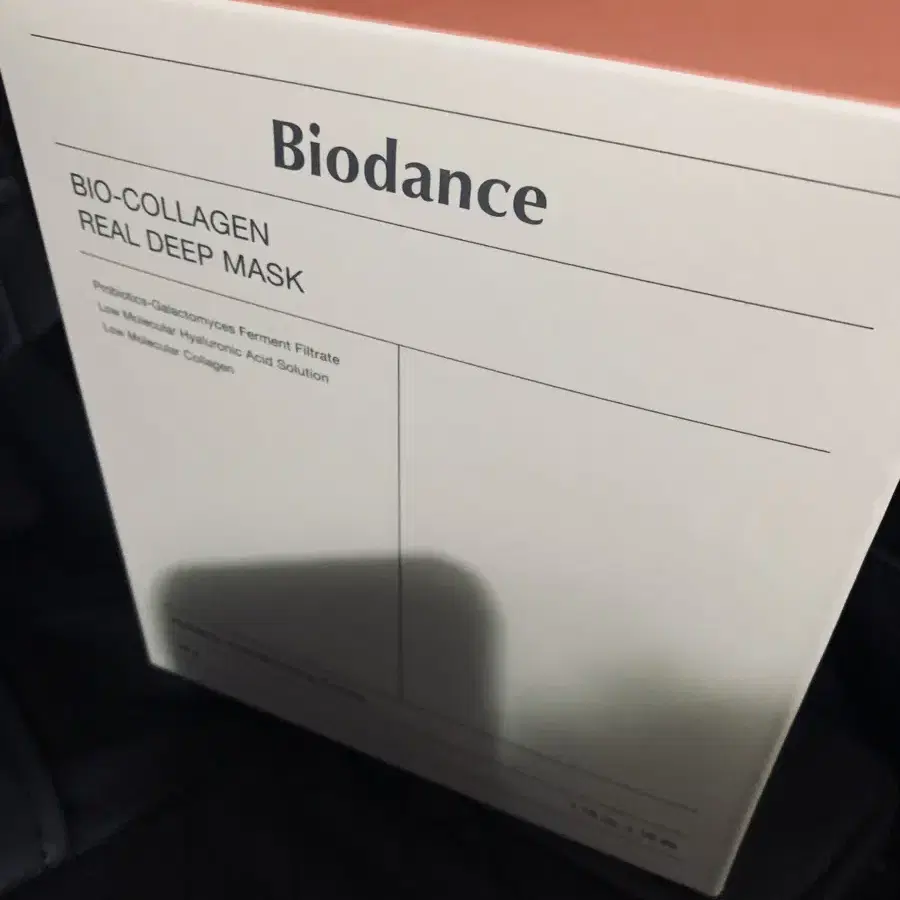 Biodance
BIO-COLLAGEN
REAL DEEP MASK
Probiotics-Galactomyces Ferment Filtrate
Low Molecular Hyaluronic Acid Solution
Low Molecular Collagen